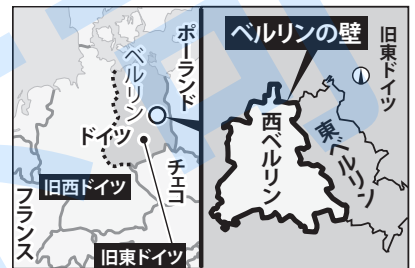 ポーランド
ベルリン
ドイツ
チェコ
旧西ドイツ
フランス
旧東ドイツ
ベルリンの壁
旧東ドイツ
西ベルリン
東ベルリン